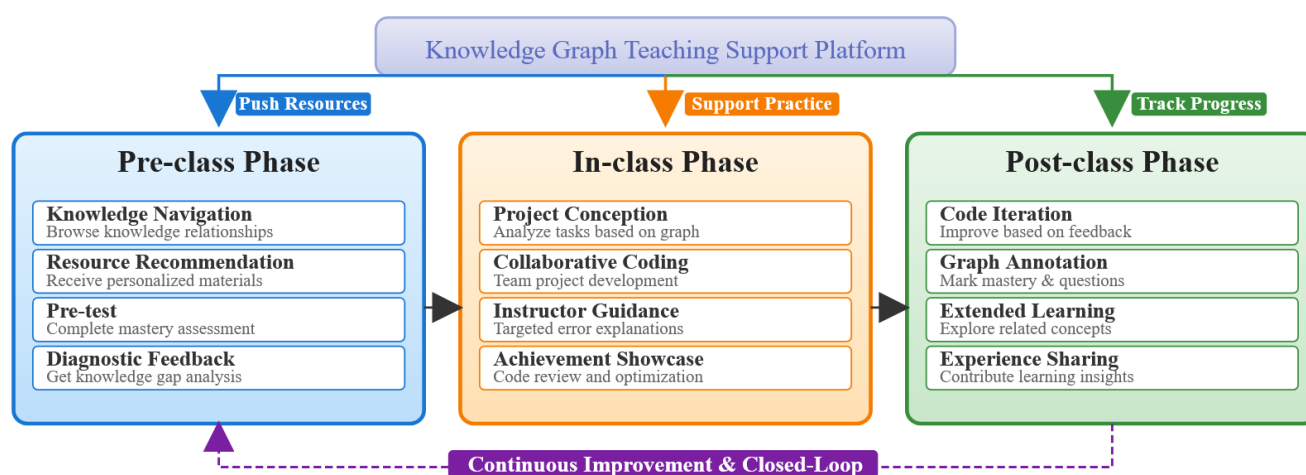 Knowledge Graph Teaching Support Platform
Push Resources
Support Practice
Track Progress
Pre-class Phase
Knowledge Navigation
Browse knowledge relationships
Resource Recommendation
Receive personalized materials
Pre-test
Complete mastery assessment
Diagnostic Feedback
Get knowledge gap analysis
In-class Phase
Project Conception
Analyze tasks based on graph
Collaborative Coding
Team project development
Instructor Guidance
Targeted error explanations
Achievement Showcase
Code review and optimization
Post-class Phase
Code Iteration
Improve based on feedback
Graph Annotation
Mark mastery & questions
Extended Learning
Explore related concepts
Experience Sharing
Contribute learning insights
Continuous Improvement & Closed-Loop